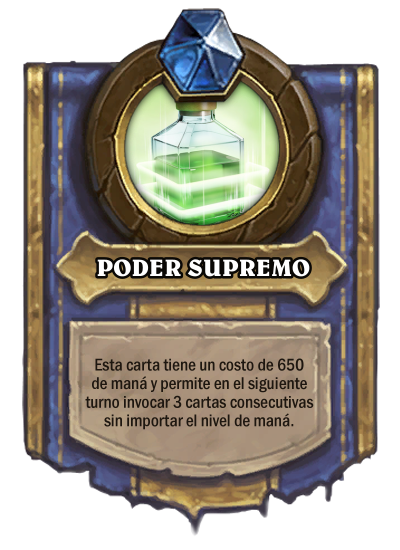 PODER SUPREMO
Esta carta tiene un costo de 650
de maná y permite en el siguiente
turno invocar 3 cartas consecutivas
sin importar el nivel de maná.